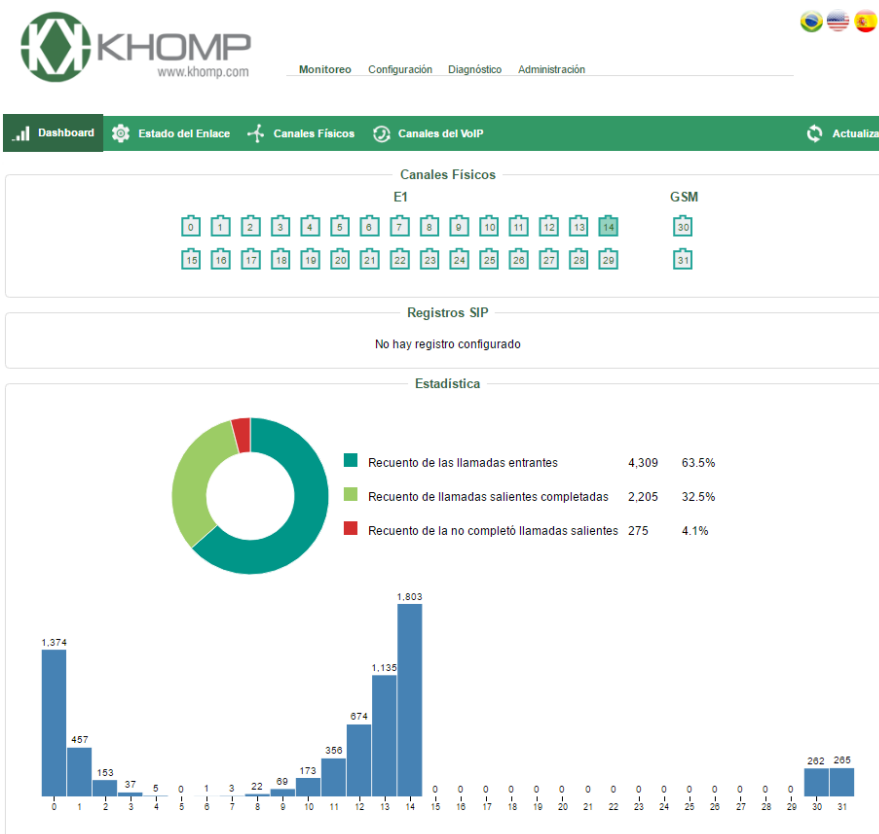 KHOMP
www.khomp.com
Monitoreo Configuración Diagnóstico Administración
Dashboard Estado del Enlace Canales Físicos Canales del VoIP Actualiza
Canales Físicos
E1 GSM
0 1 2 3 4 5 6 7 8 9 10 11 12 13 14 30
15 16 17 18 19 20 21 22 23 24 25 26 27 28 29 31
Registros SIP
No hay registro configurado
Estadística
Recuento de las llamadas entrantes 4,309 63.5%
Recuento de llamadas salientes completadas 2,205 32.5%
Recuento de la no completò llamadas salientes 275 4.1%
1,374 457 153 37 5 0 1 3 22 69 173 356 674 1,135 1,803 0 0 0 0 0 0 0 0 0 0 0 0 0 0 0 262 265
0 1 2 3 4 5 6 7 8 9 10 11 12 13 14 15 16 17 18 19 20 21 22 23 24 25 26 27 28 29 30 31